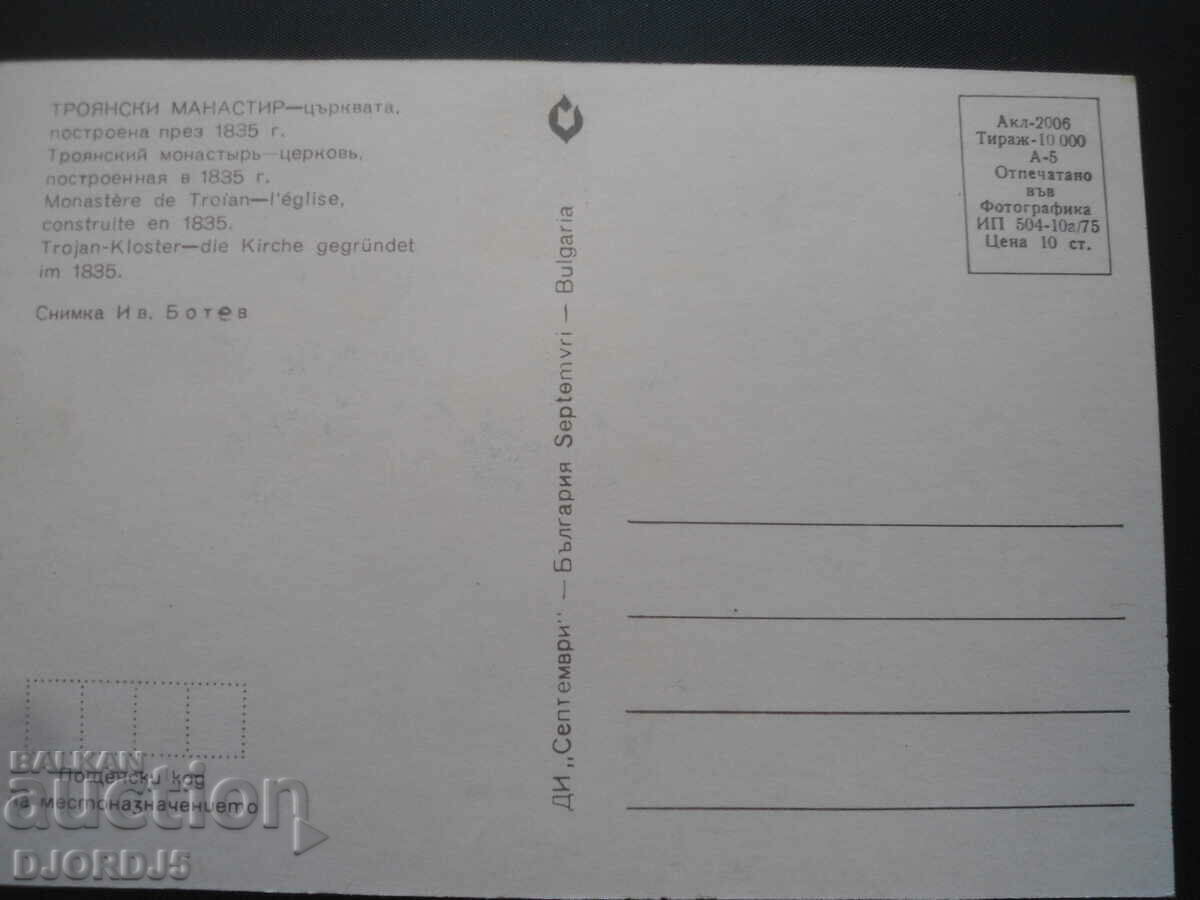 ТРОЯНСКИ МАНАСТИР—църквата,
построена през 1835 г.
Троянский монастырь—церковь,
построенная в 1835 г.
Monastère de Troïan—l'église,
construite en 1835.
Trojan-Kloster—die Kirche gegründet
im 1835.
Снимка Ив. Ботев
ДИ „Септември" — България Septemvri — Bulgaria
Акл-2006
Тираж-10 000
А-5
Отпечатано
във
Фотографика
ИП 504-10а/75
Цена 10 ст.
Пощенски код
на местоназначението
BALKAN
auction
DJORDJ5